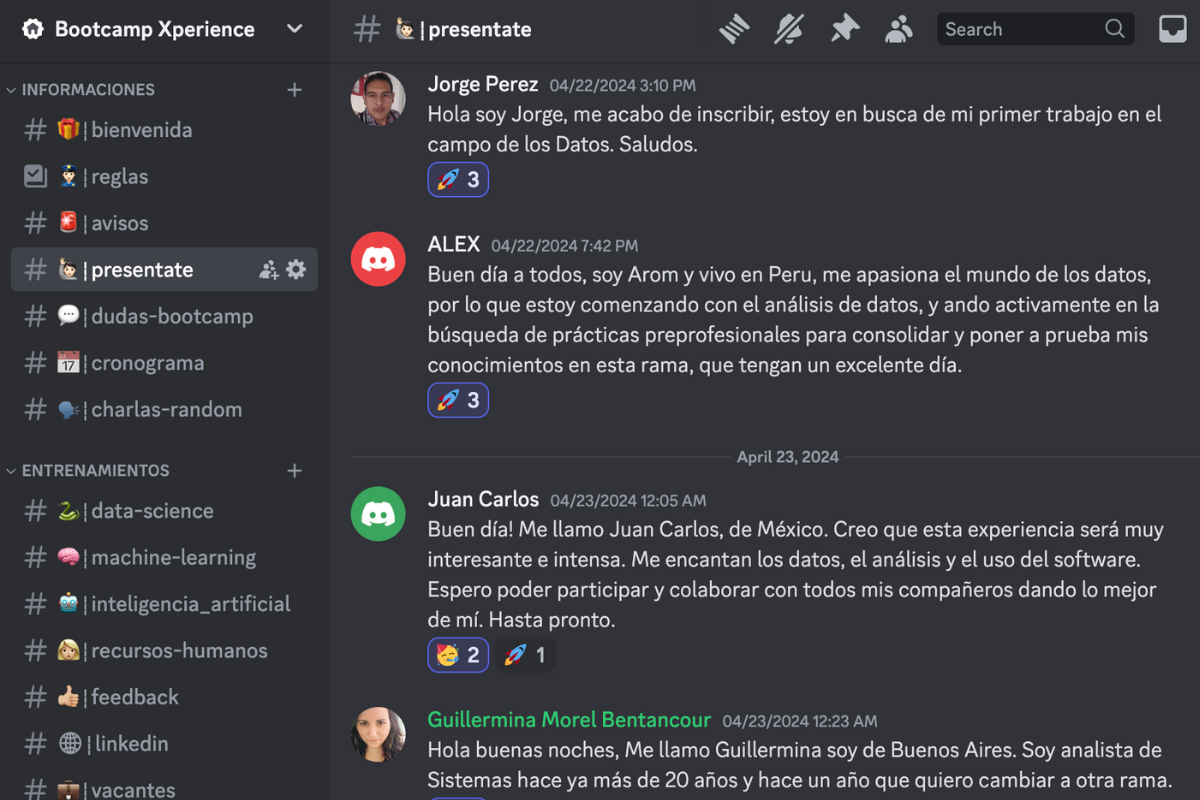 Bootcamp Xperience
INFORMACIONES
# 🎁|bienvenida
👮🏻|reglas
# 🚨|avisos
# 🙋🏻|presentate
# 💬|dudas-bootcamp
# 📅|cronograma
# 🗣️|charlas-random
ENTRENAMIENTOS
# 🐍|data-science
# 🧠|machine-learning
# 🤖|inteligencia_artificial
# 👩🏼|recursos-humanos
# 👍🏼|feedback
# 🌐|linkedin
# 💼|vacantes
# 🙋🏻|presentate
Search
Jorge Perez 04/22/2024 3:10 PM
Hola soy Jorge, me acabo de inscribir, estoy en busca de mi primer trabajo en el
campo de los Datos. Saludos.
🚀 3
ALEX 04/22/2024 7:42 PM
Buen día a todos, soy Arom y vivo en Peru, me apasiona el mundo de los datos,
por lo que estoy comenzando con el análisis de datos, y ando activamente en la
búsqueda de prácticas preprofesionales para consolidar y poner a prueba mis
conocimientos en esta rama, que tengan un excelente día.
🚀 3
April 23, 2024
Juan Carlos 04/23/2024 12:05 AM
Buen día! Me llamo Juan Carlos, de México. Creo que esta experiencia será muy
interesante e intensa. Me encantan los datos, el análisis y el uso del software.
Espero poder participar y colaborar con todos mis compañeros dando lo mejor
de mí. Hasta pronto.
🥳 2 🚀 1
Guillermina Morel Bentancour 04/23/2024 12:23 AM
Hola buenas noches, Me llamo Guillermina soy de Buenos Aires. Soy analista de
Sistemas hace ya más de 20 años y hace un año que quiero cambiar a otra rama.